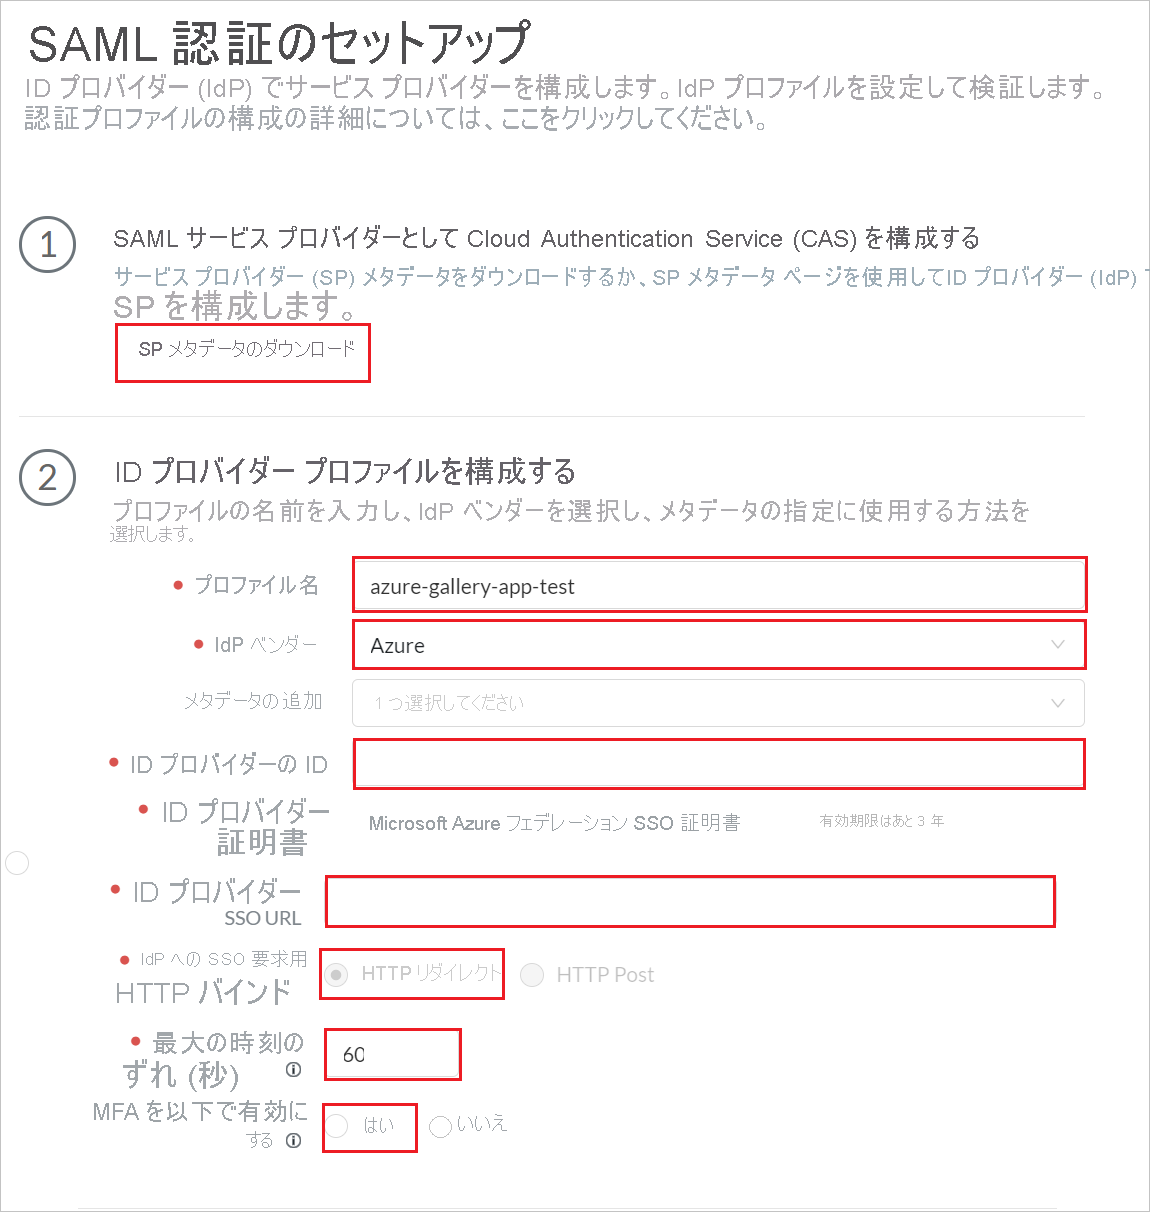 SAML 認証のセットアップ
ID プロバイダー (IdP) でサービス プロバイダーを構成します。IdP プロファイルを設定して検証します。
認証プロファイルの構成の詳細については、ここをクリックしてください。
1
SAML サービス プロバイダーとして Cloud Authentication Service (CAS) を構成する
サービス プロバイダー (SP) メタデータをダウンロードするか、SP メタデータ ページを使用してID プロバイダー (IdP)
SP を構成します。
SP メタデータのダウンロード
2
ID プロバイダー プロファイルを構成する
プロファイルの名前を入力し、IdP ベンダーを選択し、メタデータの指定に使用する方法を
選択します。
プロファイル名
azure-gallery-app-test
IdP ベンダー
Azure
メタデータの追加
1 つ選択してください
ID プロバイダーの ID
ID プロバイダー
証明書
Microsoft Azure フェデレーション SSO 証明書
有効期限はあと 3 年
ID プロバイダー
SSO URL
IdP への SSO 要求用
HTTP バインド
HTTP リダイレクト
HTTP Post
最大の時刻の
ずれ (秒)
60
MFA を以下で有効に
する
はい
いいえ